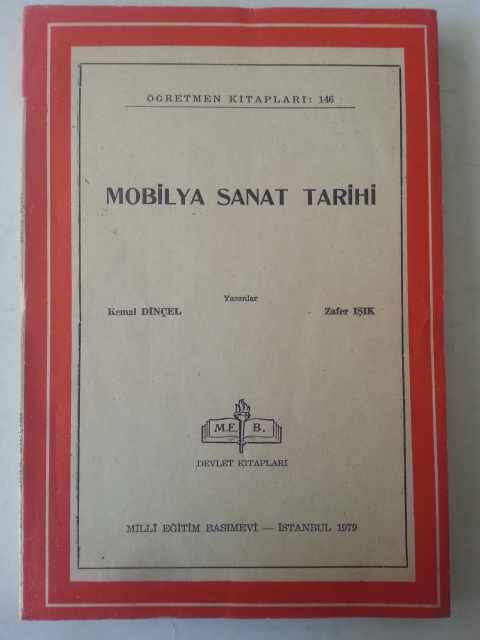 ÖĞRETMEN KİTAPLARI: 146
MOBİLYA SANAT TARİHİ
Yazanlar
Kemal DİNÇEL Zafer IŞIK
M.E. B.
DEVLET KİTAPLARI
MİLLÎ EĞİTİM BASIMEVİ — İSTANBUL 1979